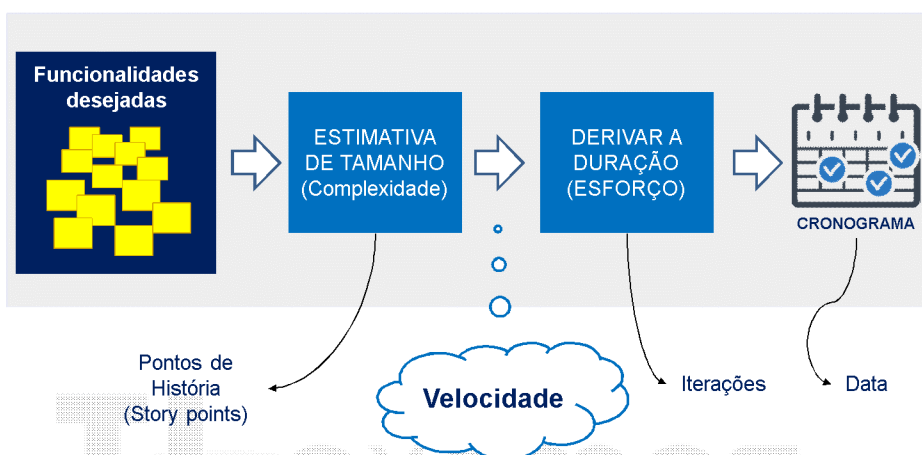 Funcionalidades
desejadas
ESTIMATIVA
DE TAMANHO
(Complexidade)
DERIVAR A
DURAÇÃO
(ESFORÇO)
CRONOGRAMA
Pontos de
História
(Story points)
Velocidade
Iterações
Data